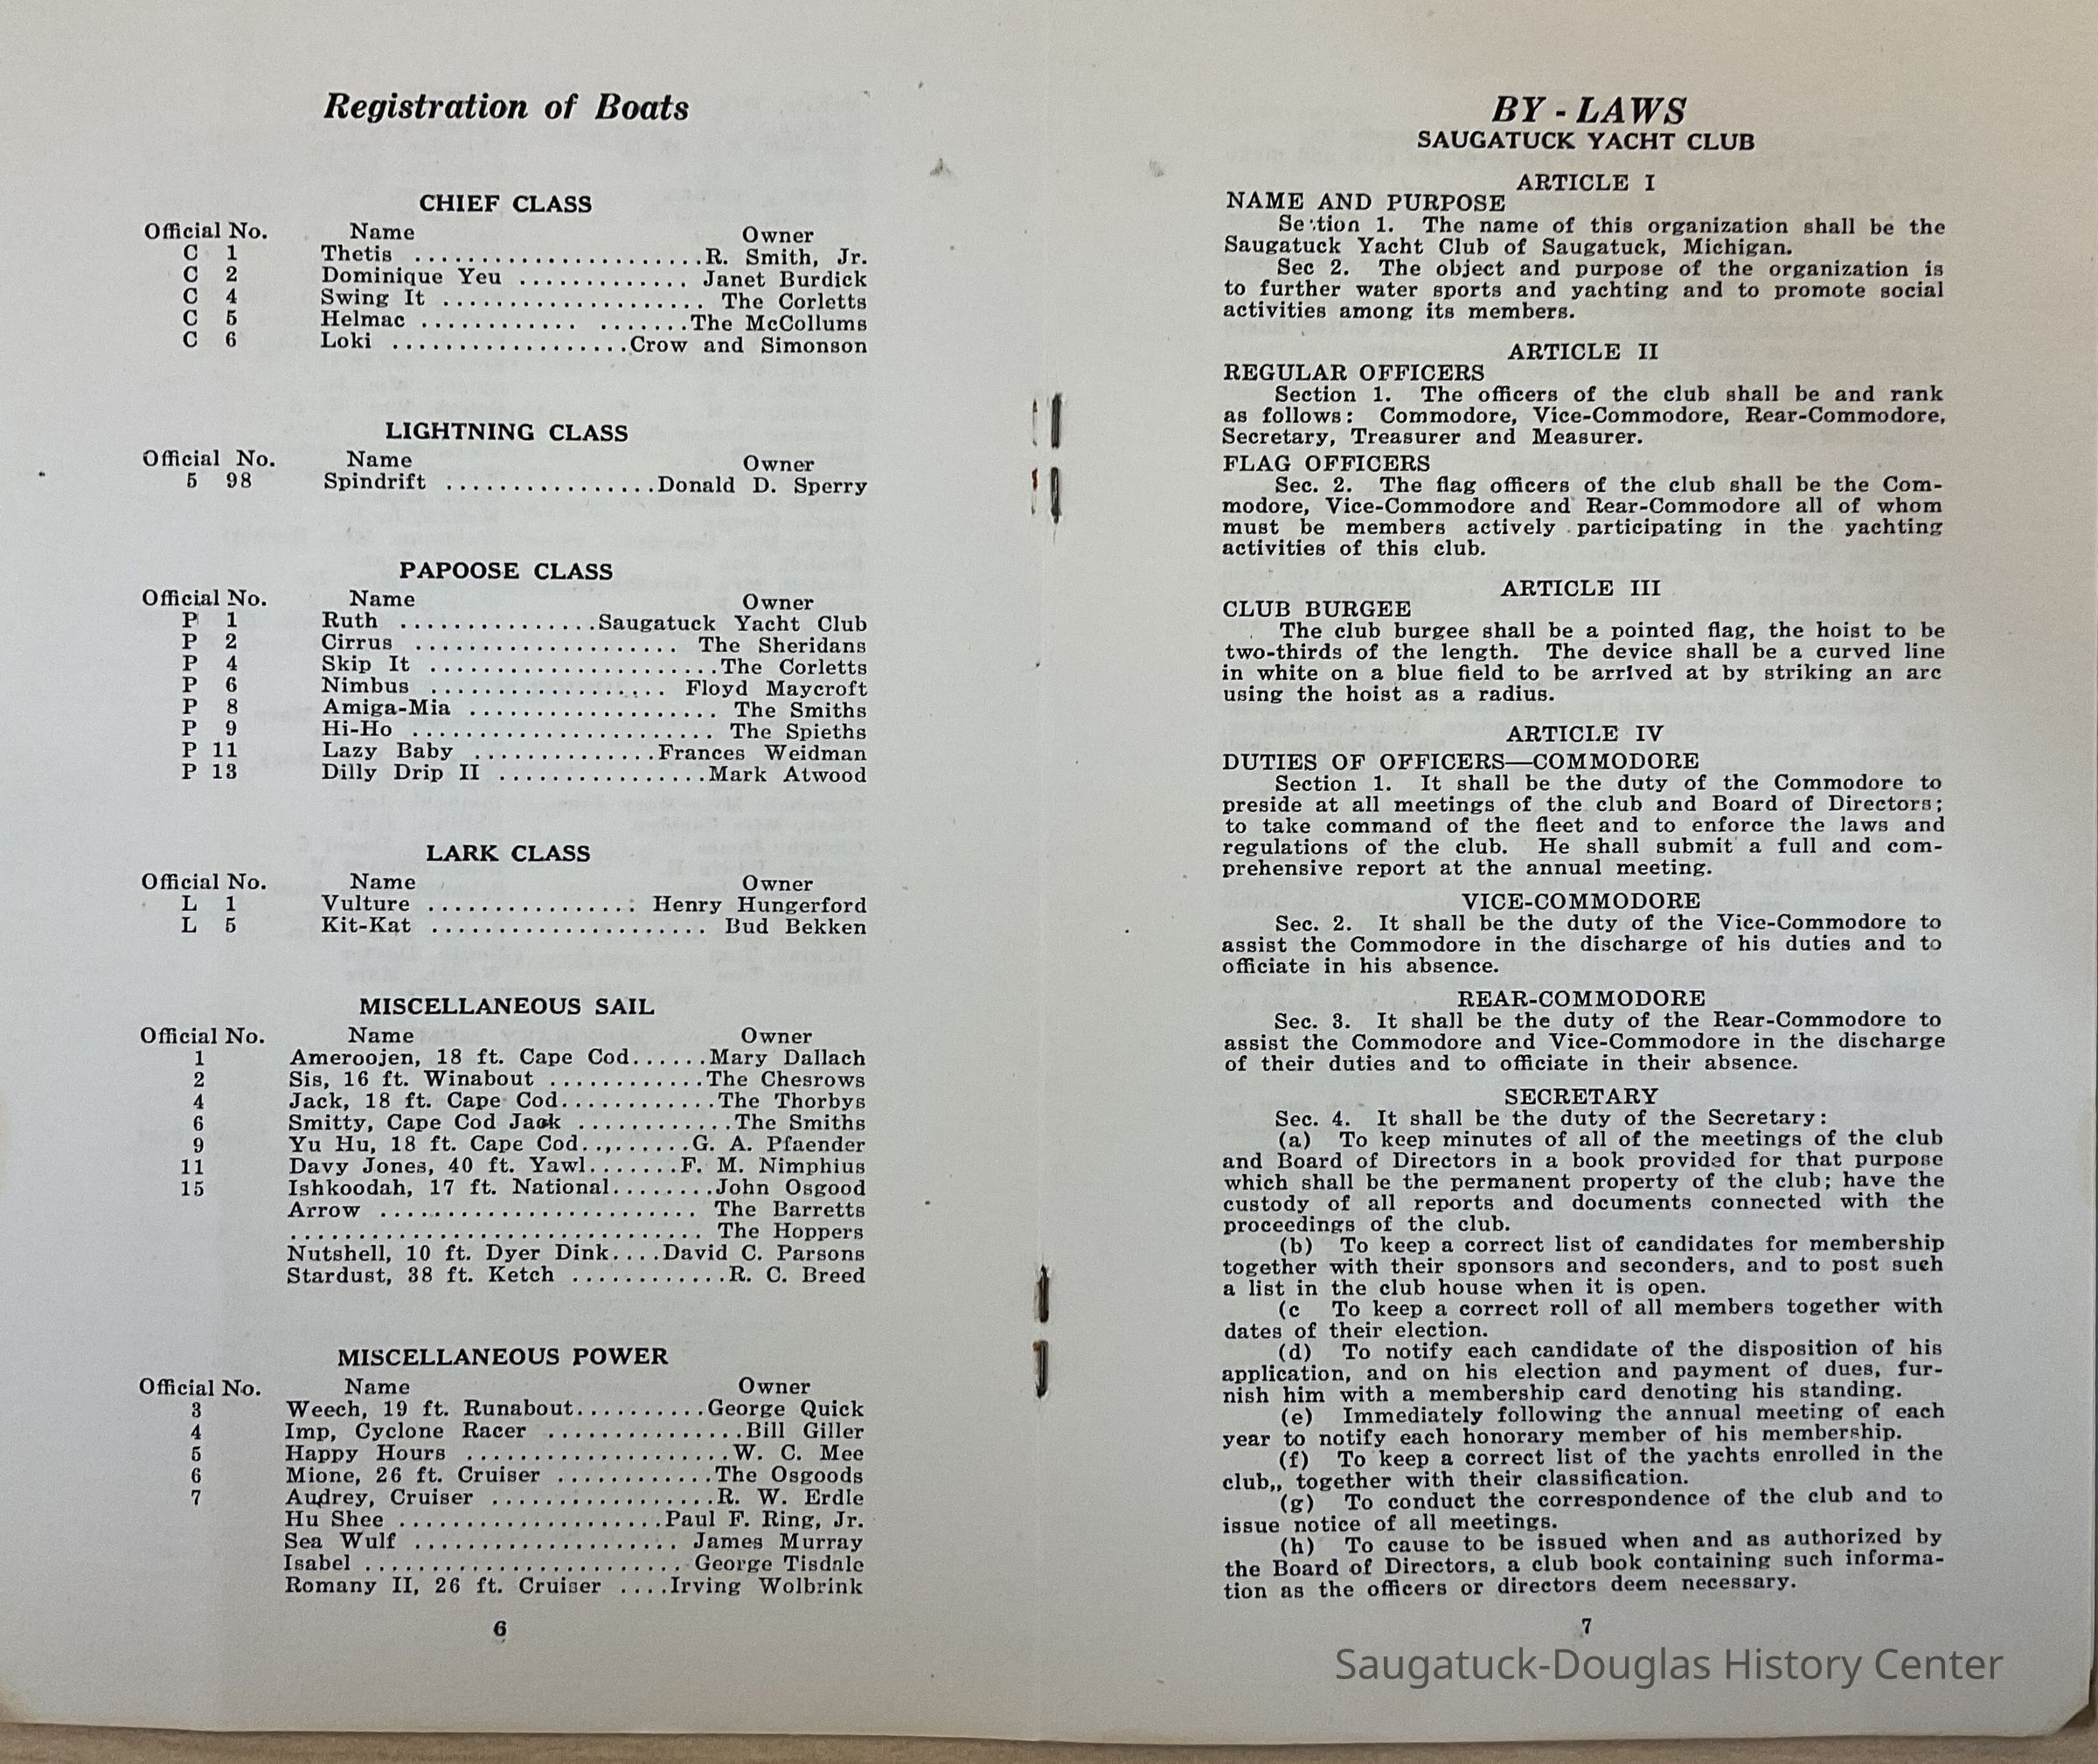 Registration of Boats
CHIEF CLASS
Official No. Name Owner
C 1 Thetis ......................R. Smith, Jr.
C 2 Dominique Yeu ............. Janet Burdick
C 4 Swing It .................... The Corletts
C 5 Helmac ............ .......The McCollums
C 6 Loki ..................Crow and Simonson
LIGHTNING CLASS
Official No. Name Owner
5 98 Spindrift ................Donald D. Sperry
PAPOOSE CLASS
Official No. Name Owner
P 1 Ruth ...............Saugatuck Yacht Club
P 2 Cirrus .................... The Sheridans
P 4 Skip It ......................The Corletts
P 6 Nimbus .................. Floyd Maycroft
P 8 Amiga-Mia ................... The Smiths
P 9 Hi-Ho ......................... The Spieths
P 11 Lazy Baby ..............Frances Weidman
P 13 Dilly Drip II ................Mark Atwood
LARK CLASS
Official No. Name Owner
L 1 Vulture ................: Henry Hungerford
L 5 Kit-Kat ..................... Bud Bekken
MISCELLANEOUS SAIL
Official No. Name Owner
1 Ameroojen, 18 ft. Cape Cod......Mary Dallach
2 Sis, 16 ft. Winabout ............The Chesrows
4 Jack, 18 ft. Cape Cod............The Thorbys
6 Smitty, Cape Cod Jack ............The Smiths
9 Yu Hu, 18 ft. Cape Cod..,......G. A. Pfaender
11 Davy Jones, 40 ft. Yawl.......F. M. Nimphius
15 Ishkoodah, 17 ft. National........John Osgood
Arrow ........................ The Barretts
............................... The Hoppers
Nutshell, 10 ft. Dyer Dink....David C. Parsons
Stardust, 38 ft. Ketch ............R. C. Breed
MISCELLANEOUS POWER
Official No. Name Owner
3 Weech, 19 ft. Runabout..........George Quick
4 Imp, Cyclone Racer ...............Bill Giller
5 Happy Hours ....................W. C. Mee
6 Mione, 26 ft. Cruiser ............The Osgoods
7 Audrey, Cruiser .................R. W. Erdle
Hu Shee ....................Paul F. Ring, Jr.
Sea Wulf .................... James Murray
Isabel ........................ George Tisdale
Romany II, 26 ft. Cruiser ....Irving Wolbrink
6
BY - LAWS
SAUGATUCK YACHT CLUB
ARTICLE I
NAME AND PURPOSE
Se:tion 1. The name of this organization shall be the
Saugatuck Yacht Club of Saugatuck, Michigan.
Sec 2. The object and purpose of the organization is
to further water sports and yachting and to promote social
activities among its members.
ARTICLE II
REGULAR OFFICERS
Section 1. The officers of the club shall be and rank
as follows: Commodore, Vice-Commodore, Rear-Commodore,
Secretary, Treasurer and Measurer.
FLAG OFFICERS
Sec. 2. The flag officers of the club shall be the Com-
modore, Vice-Commodore and Rear-Commodore all of whom
must be members actively participating in the yachting
activities of this club.
ARTICLE III
CLUB BURGEE
The club burgee shall be a pointed flag, the hoist to be
two-thirds of the length. The device shall be a curved line
in white on a blue field to be arrived at by striking an arc
using the hoist as a radius.
ARTICLE IV
DUTIES OF OFFICERS—COMMODORE
Section 1. It shall be the duty of the Commodore to
preside at all meetings of the club and Board of Directors;
to take command of the fleet and to enforce the laws and
regulations of the club. He shall submit a full and com-
prehensive report at the annual meeting.
VICE-COMMODORE
Sec. 2. It shall be the duty of the Vice-Commodore to
assist the Commodore in the discharge of his duties and to
officiate in his absence.
REAR-COMMODORE
Sec. 3. It shall be the duty of the Rear-Commodore to
assist the Commodore and Vice-Commodore in the discharge
of their duties and to officiate in their absence.
SECRETARY
Sec. 4. It shall be the duty of the Secretary:
(a) To keep minutes of all of the meetings of the club
and Board of Directors in a book provided for that purpose
which shall be the permanent property of the club; have the
custody of all reports and documents connected with the
proceedings of the club.
(b) To keep a correct list of candidates for membership
together with their sponsors and seconders, and to post such
a list in the club house when it is open.
(c To keep a correct roll of all members together with
dates of their election.
(d) To notify each candidate of the disposition of his
application, and on his election and payment of dues, fur-
nish him with a membership card denoting his standing.
(e) Immediately following the annual meeting of each
year to notify each honorary member of his membership.
(f) To keep a correct list of the yachts enrolled in the
club,, together with their classification.
(g) To conduct the correspondence of the club and to
issue notice of all meetings.
(h) To cause to be issued when and as authorized by
the Board of Directors, a club book containing such informa-
tion as the officers or directors deem necessary.
7
Saugatuck-Douglas History Center